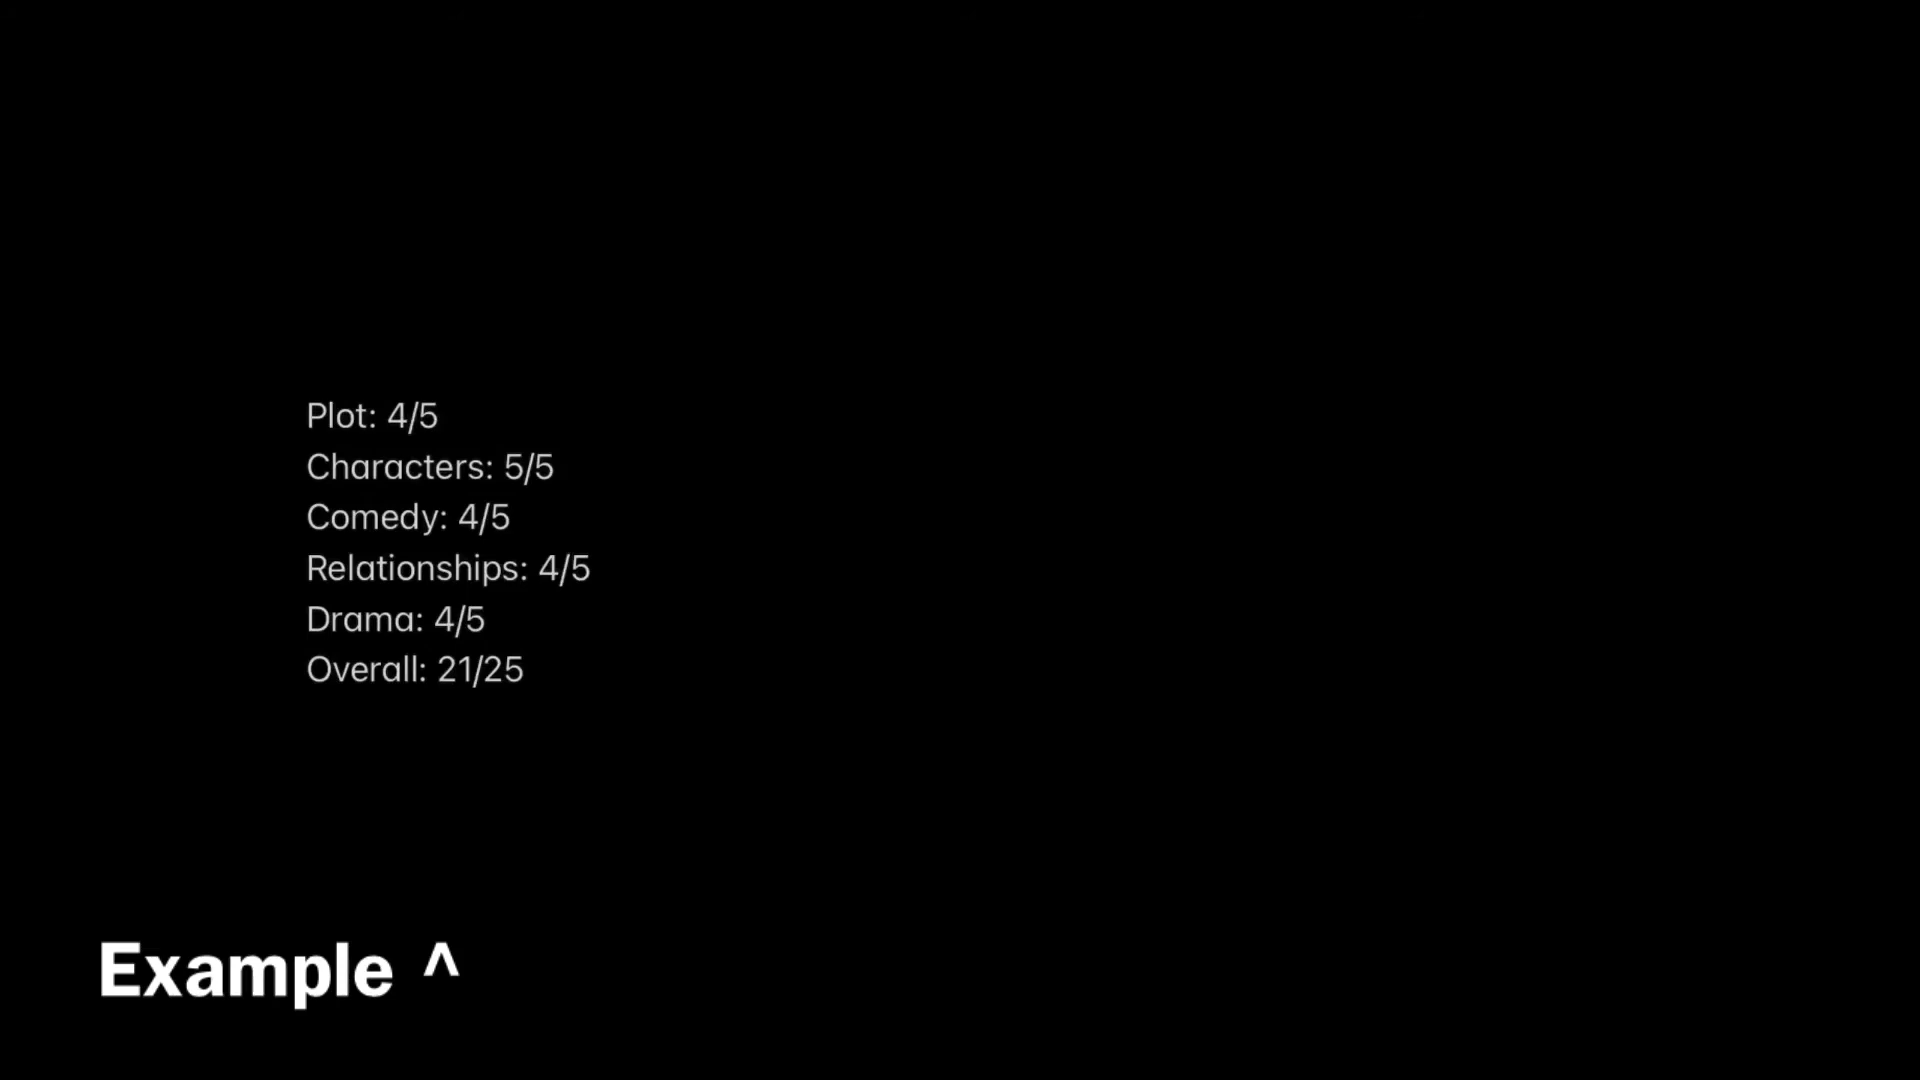 Plot: 4/5
Characters: 5/5
Comedy: 4/5
Relationships: 4/5
Drama: 4/5
Overall: 21/25
Example ^